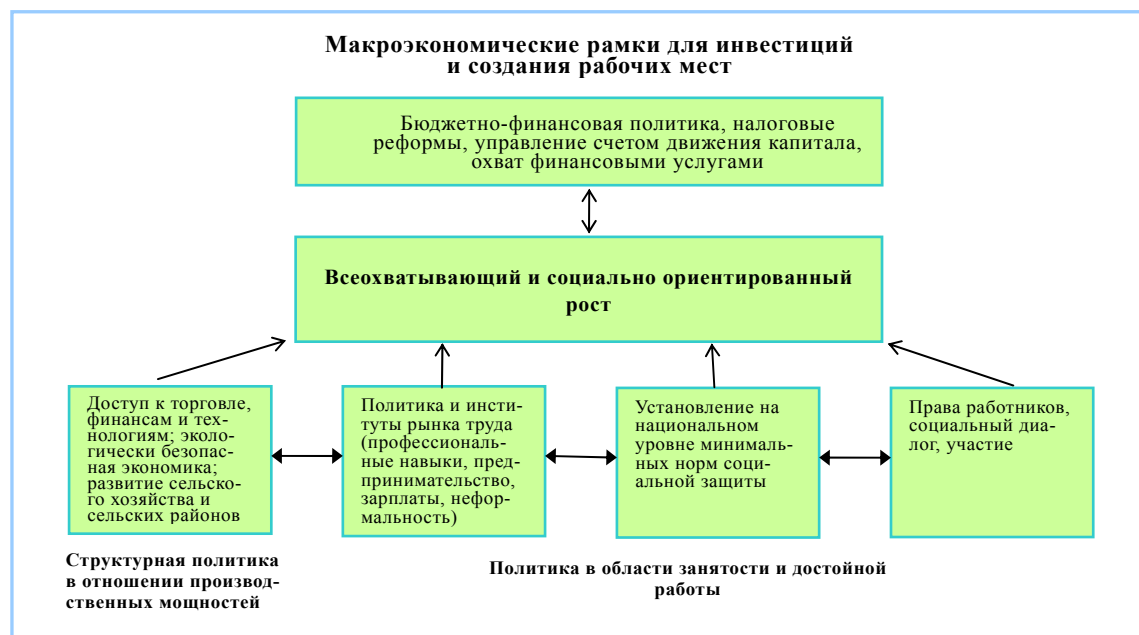 Макроэкономические рамки для инвестиций
и создания рабочих мест
Бюджетно-финансовая политика, налоговые
реформы, управление счетом движения капитала,
охват финансовыми услугами
Всеохватывающий и социально ориентированный
рост
Доступ к торговле,
финансам и тех-
нологиям; эколо-
гически безопас-
ная экономика;
развитие сельско-
го хозяйства и
сельских районов
Политика и инсти-
туты рынка труда
(профессиональ-
ные навыки, пред-
принимательство,
зарплаты, нефор-
мальность)
Установление на
национальном
уровне минималь-
ных норм соци-
альной защиты
Права работников,
социальный диа-
лог, участие
Структурная политика
в отношении производ-
ственных мощностей
Политика в области занятости и достойной
работы